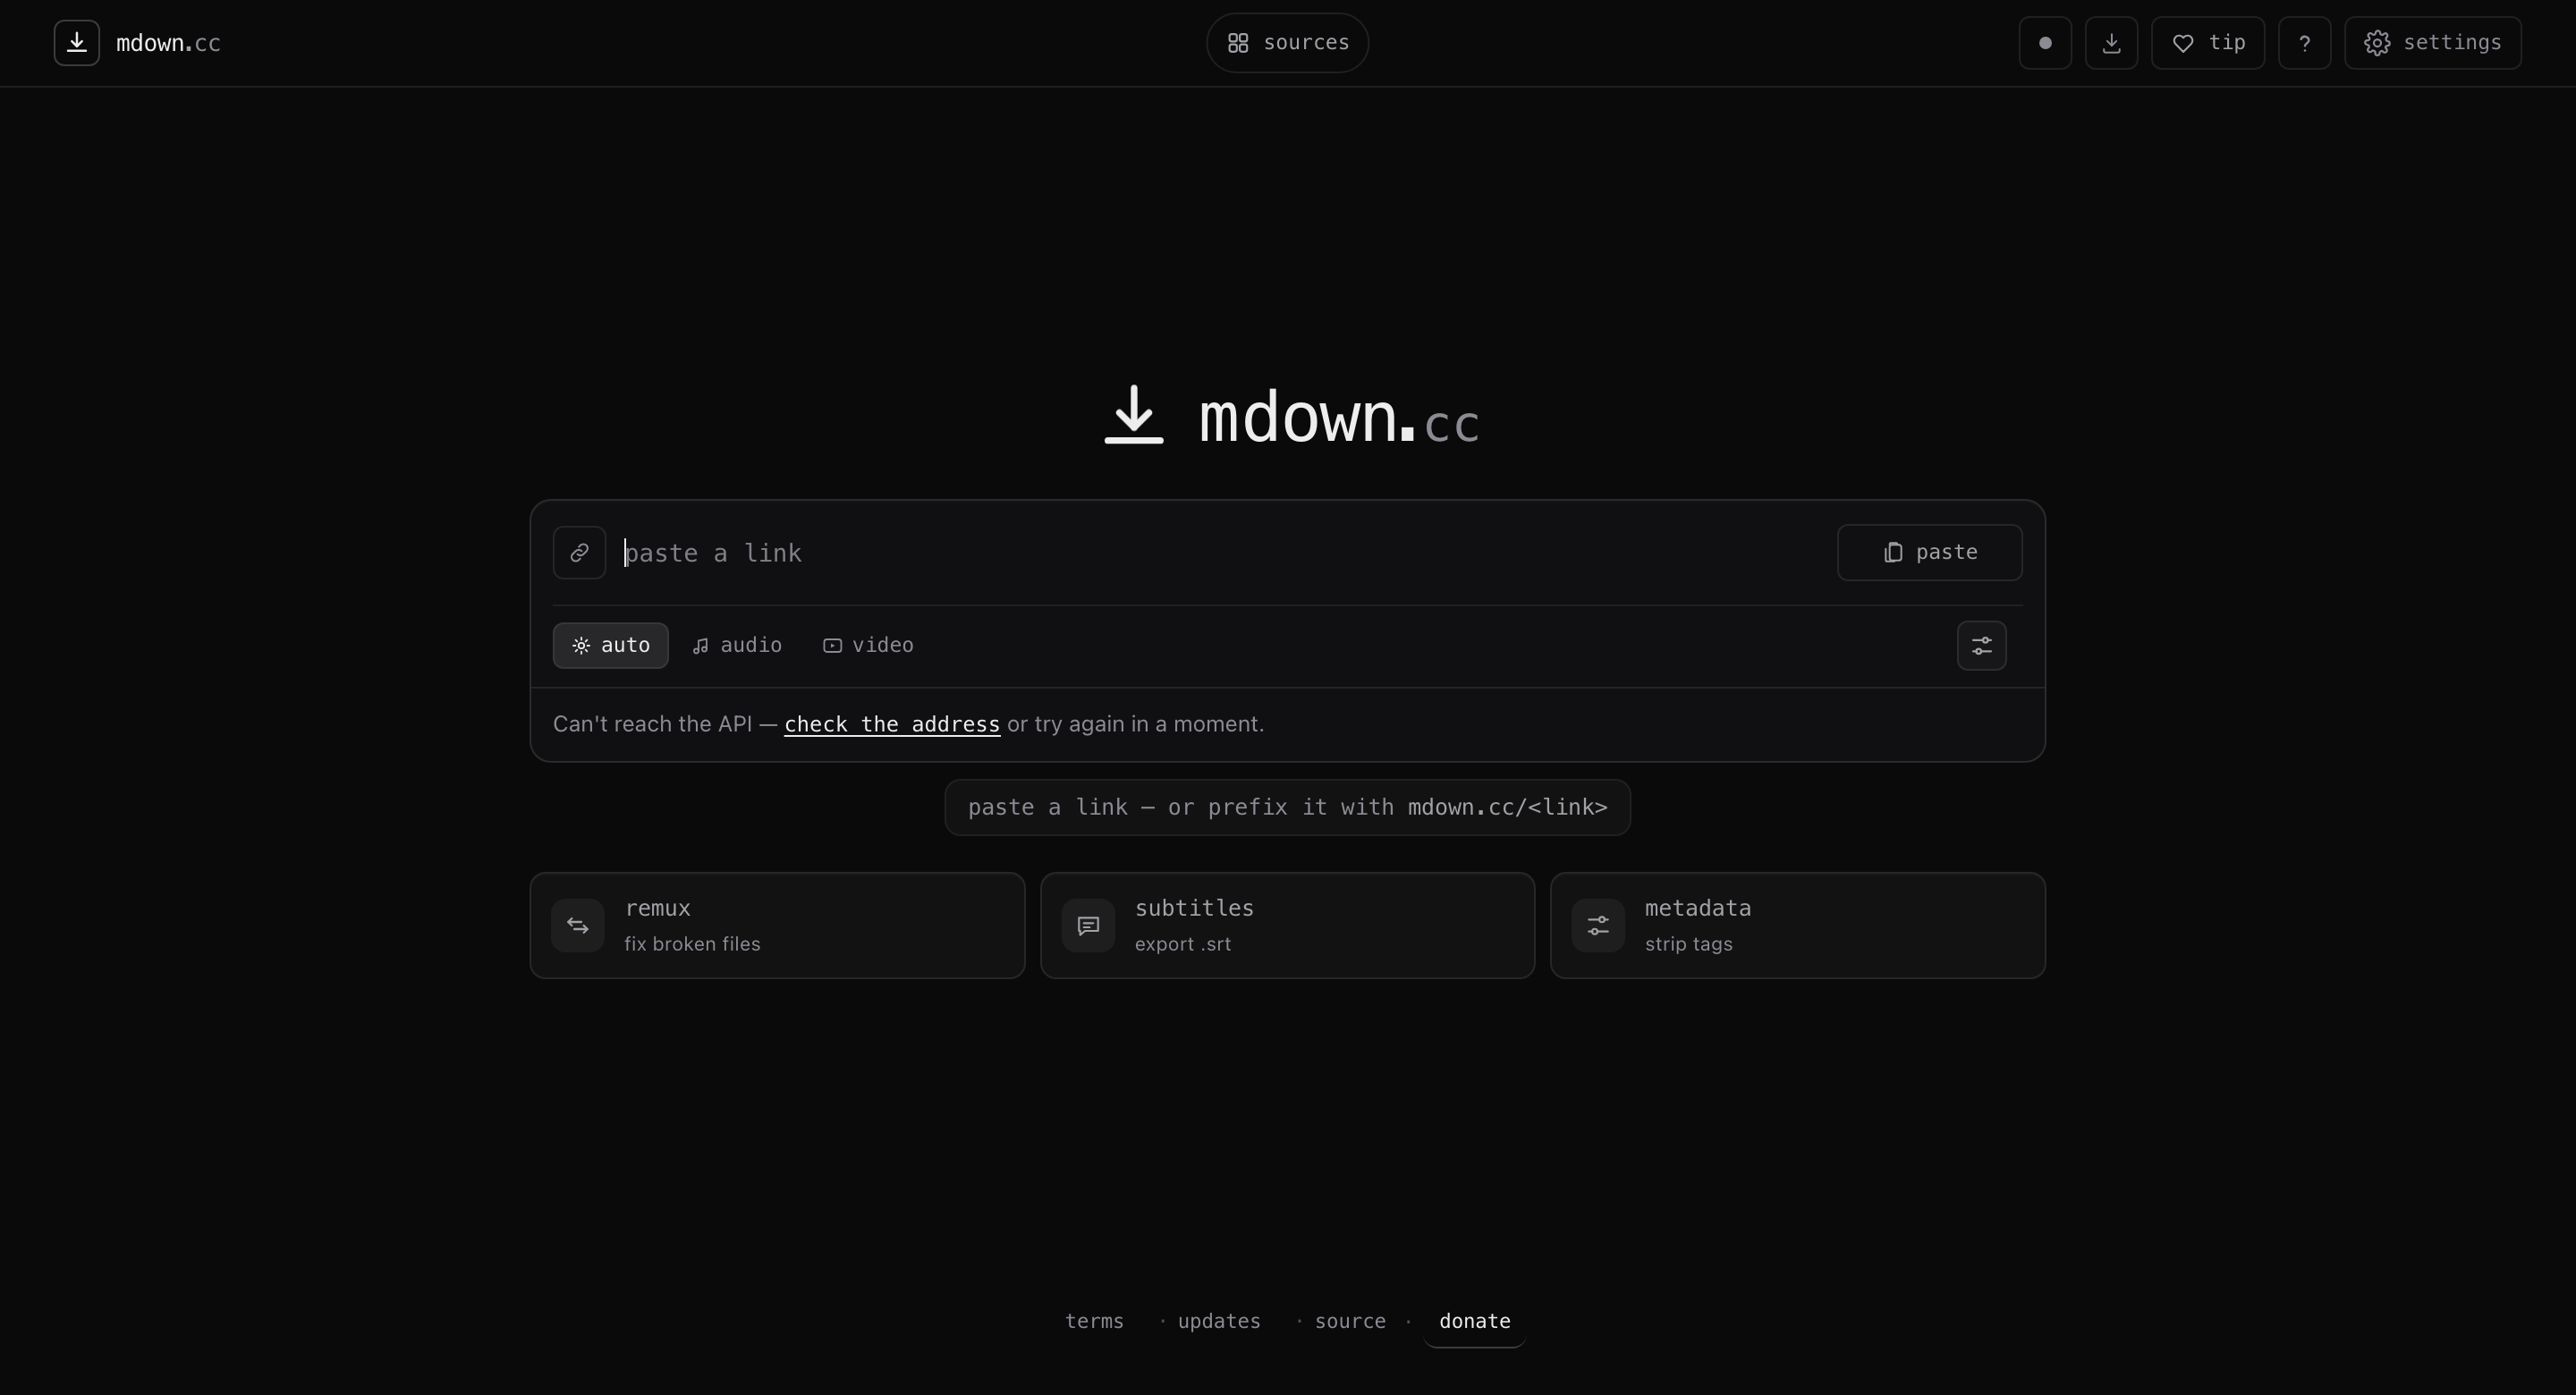 mdown.cc
sources
tip
?
settings
mdown.cc
paste a link
paste
auto
audio
video
Can't reach the API — check the address or try again in a moment.
paste a link — or prefix it with mdown.cc/<link>
remux
fix broken files
subtitles
export .srt
metadata
strip tags
terms · updates · source · donate